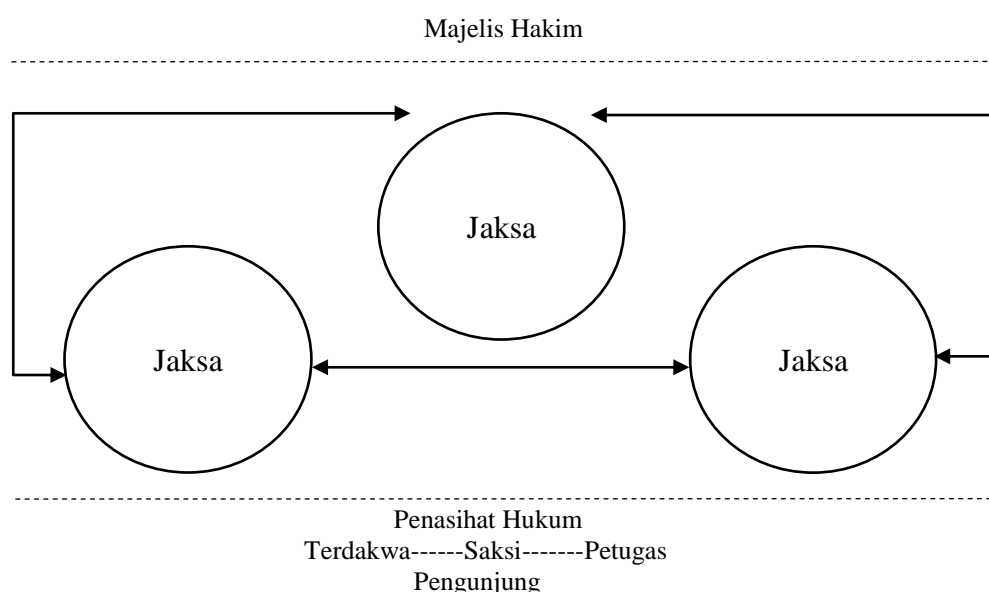 Majelis Hakim
Jaksa
Jaksa
Jaksa
Penasihat Hukum
Terdakwa------Saksi-------Petugas
Pengunjung